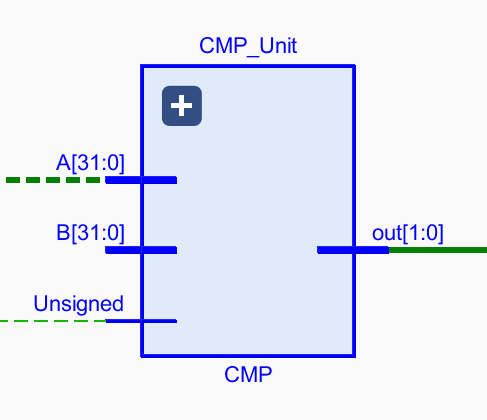 CMP_Unit
A[31:0]
B[31:0]
out[1:0]
Unsigned
CMP